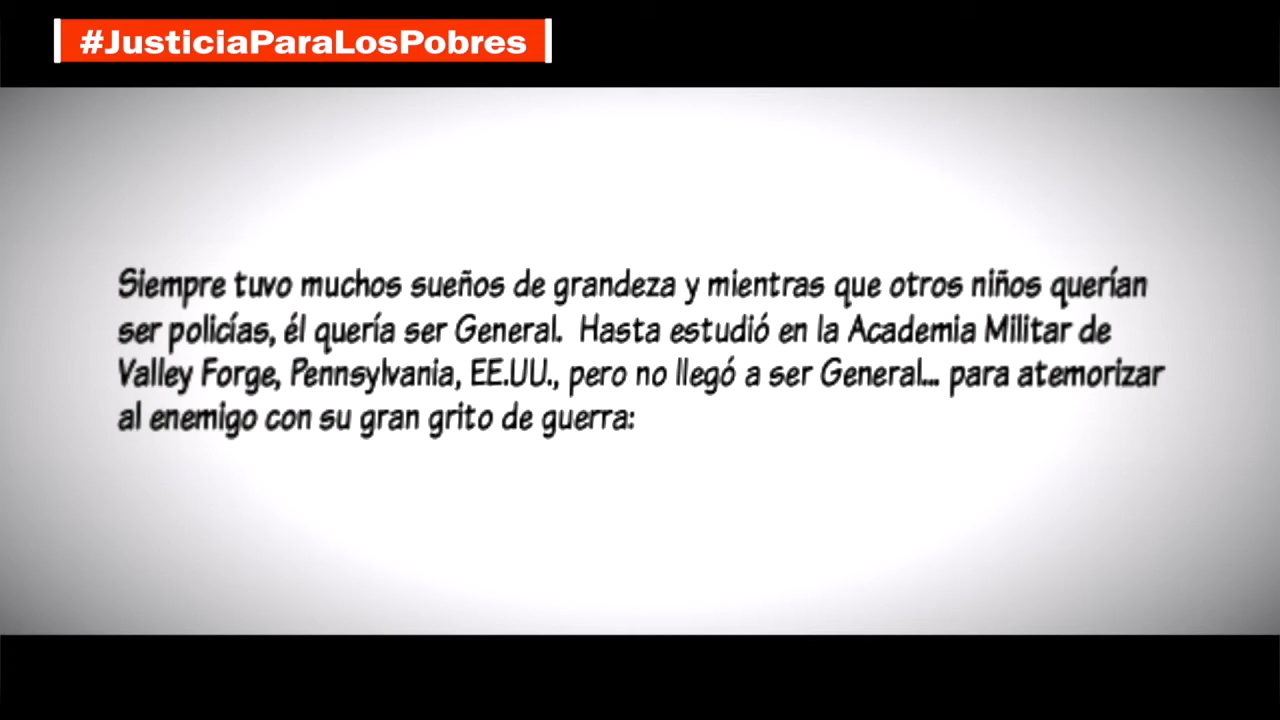 #JusticiaParaLosPobres
Siempre tuvo muchos sueños de grandeza y mientras que otros niños querían
ser policías, él quería ser General. Hasta estudió en la Academia Militar de
Valley Forge, Pennsylvania, EE.UU., pero no llegó a ser General... para atemorizar
al enemigo con su gran grito de guerra: